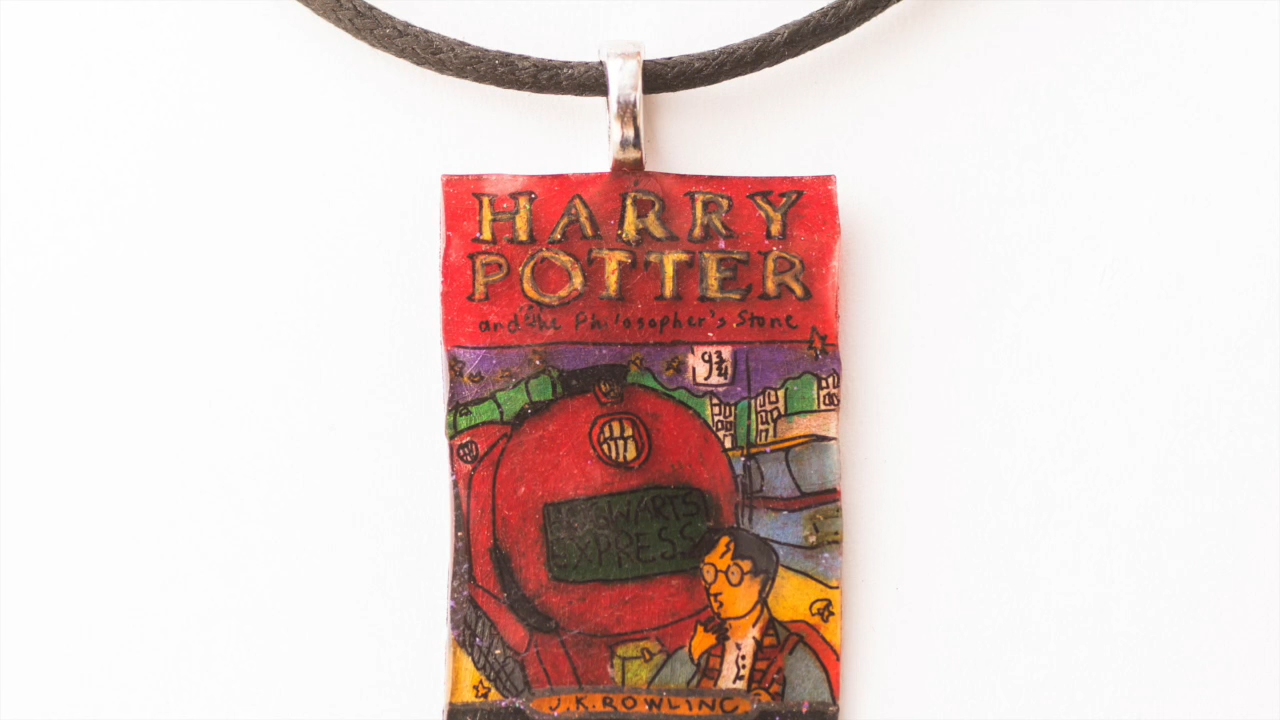 HARRY
POTTER
and the Philosopher's Stone
9¾
HOGWARTS
EXPRESS
J.K.ROWLING